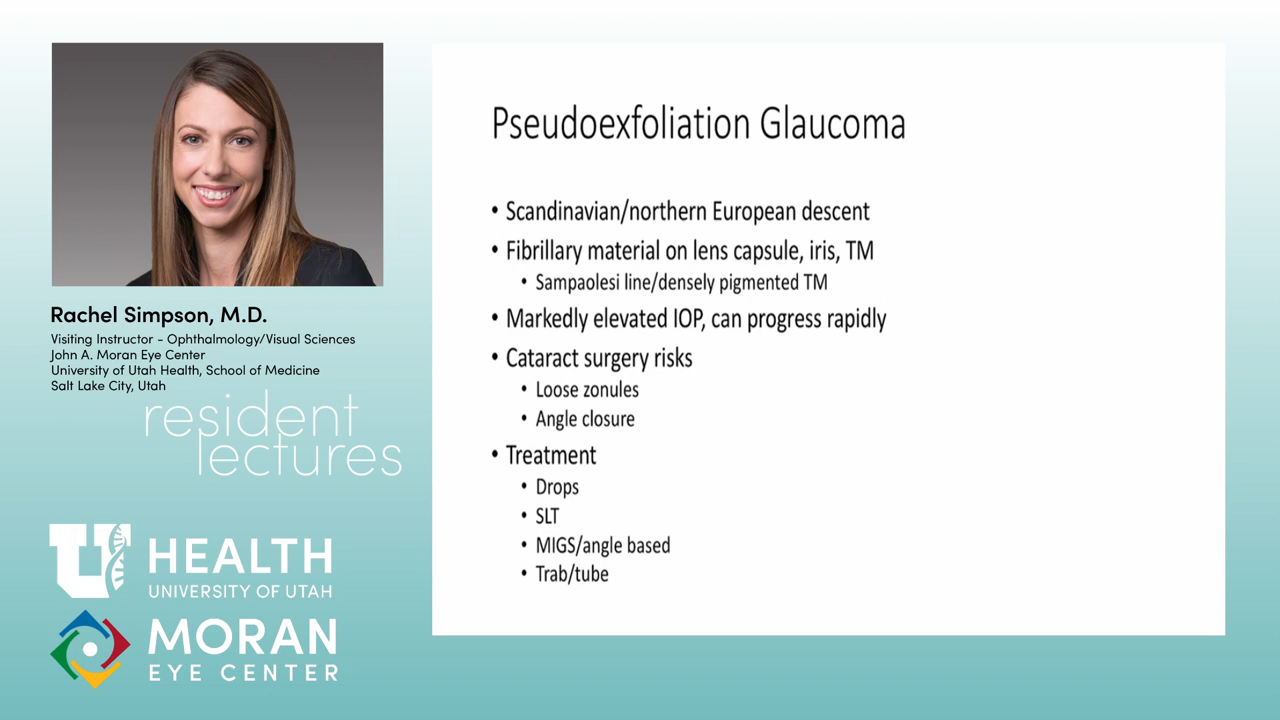 Rachel Simpson, M.D.
Visiting Instructor - Ophthalmology/Visual Sciences
John A. Moran Eye Center
University of Utah Health, School of Medicine
Salt Lake City, Utah
resident
lectures
U HEALTH
UNIVERSITY OF UTAH
MORAN
EYE CENTER
Pseudoexfoliation Glaucoma
• Scandinavian/northern European descent
• Fibrillary material on lens capsule, iris, TM
• Sampaolesi line/densely pigmented TM
• Markedly elevated IOP, can progress rapidly
• Cataract surgery risks
• Loose zonules
• Angle closure
• Treatment
• Drops
• SLT
• MIGS/angle based
• Trab/tube